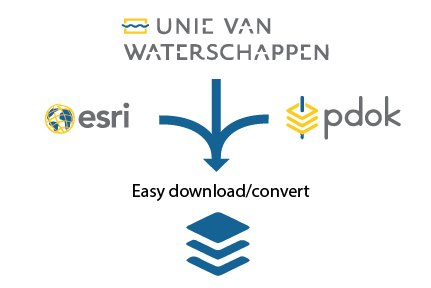 UNIE VAN
WATERSCHAPPEN
esri
pdok
Easy download/convert